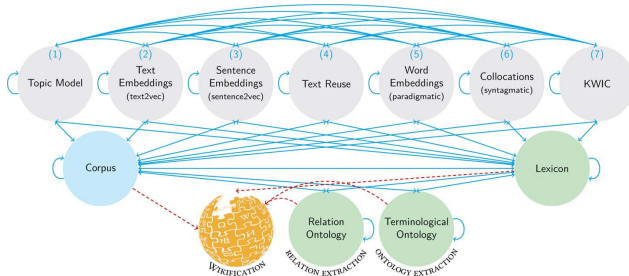 (1) (2) (3) (4) (5) (6) (7)
Topic Model
Text
Embeddings
(text2vec)
Sentence
Embeddings
(sentence2vec)
Text Reuse
Word
Embeddings
(paradigmatic)
Collocations
(syntagmatic)
KWIC
Corpus
Lexicon
Relation
Ontology
Terminological
Ontology
WIKIFICATION
RELATION EXTRACTION
ONTOLOGY EXTRACTION